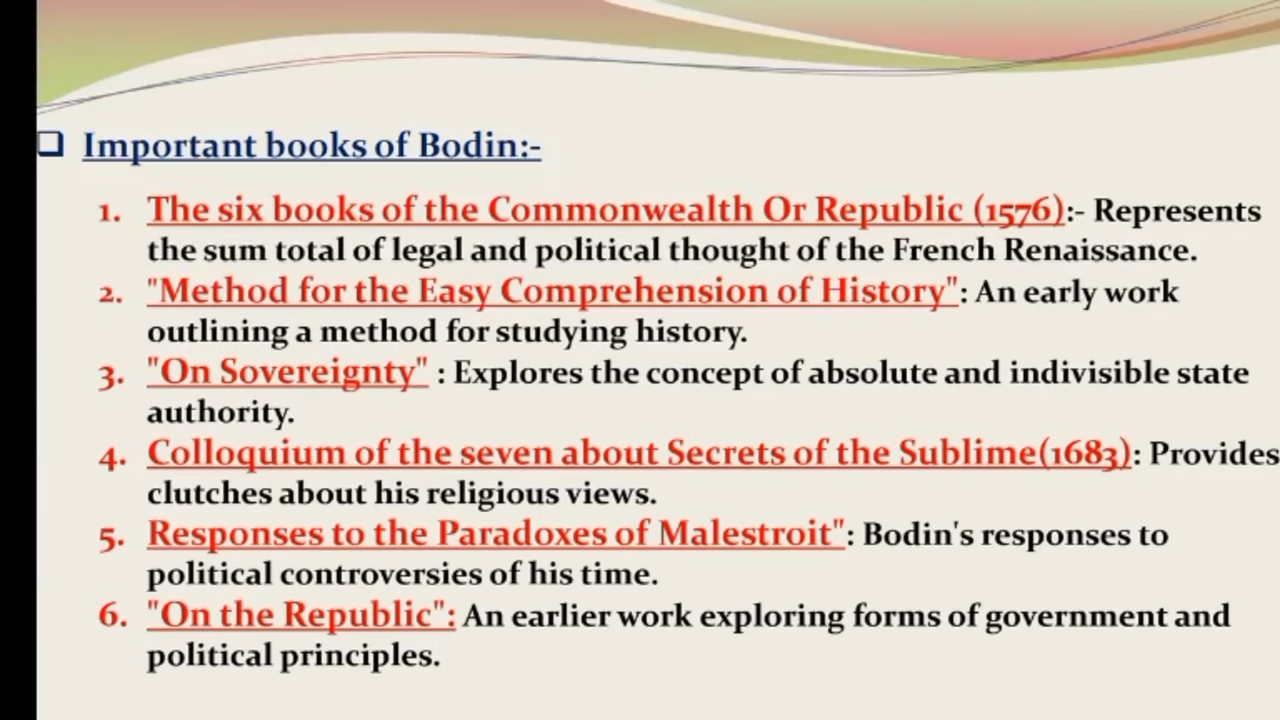 ❑ Important books of Bodin:-
1. The six books of the Commonwealth Or Republic (1576):- Represents
the sum total of legal and political thought of the French Renaissance.
2. "Method for the Easy Comprehension of History": An early work
outlining a method for studying history.
3. "On Sovereignty" : Explores the concept of absolute and indivisible state
authority.
4. Colloquium of the seven about Secrets of the Sublime(1683): Provides
clutches about his religious views.
5. Responses to the Paradoxes of Malestroit": Bodin's responses to
political controversies of his time.
6. "On the Republic": An earlier work exploring forms of government and
political principles.